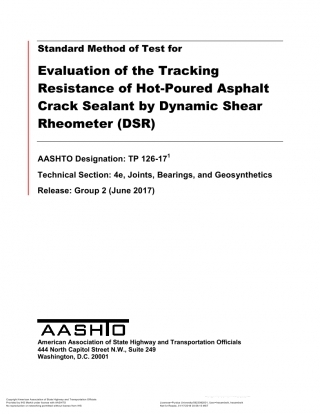 Standard Method of Test for
Evaluation of the Tracking
Resistance of Hot-Poured Asphalt
Crack Sealant by Dynamic Shear
Rheometer (DSR)
AASHTO Designation: TP 126-17¹
Technical Section: 4e, Joints, Bearings, and Geosynthetics
Release: Group 2 (June 2017)
AASHTO
American Association of State Highway and Transportation Officials
444 North Capitol Street N.W., Suite 249
Washington, D.C. 20001